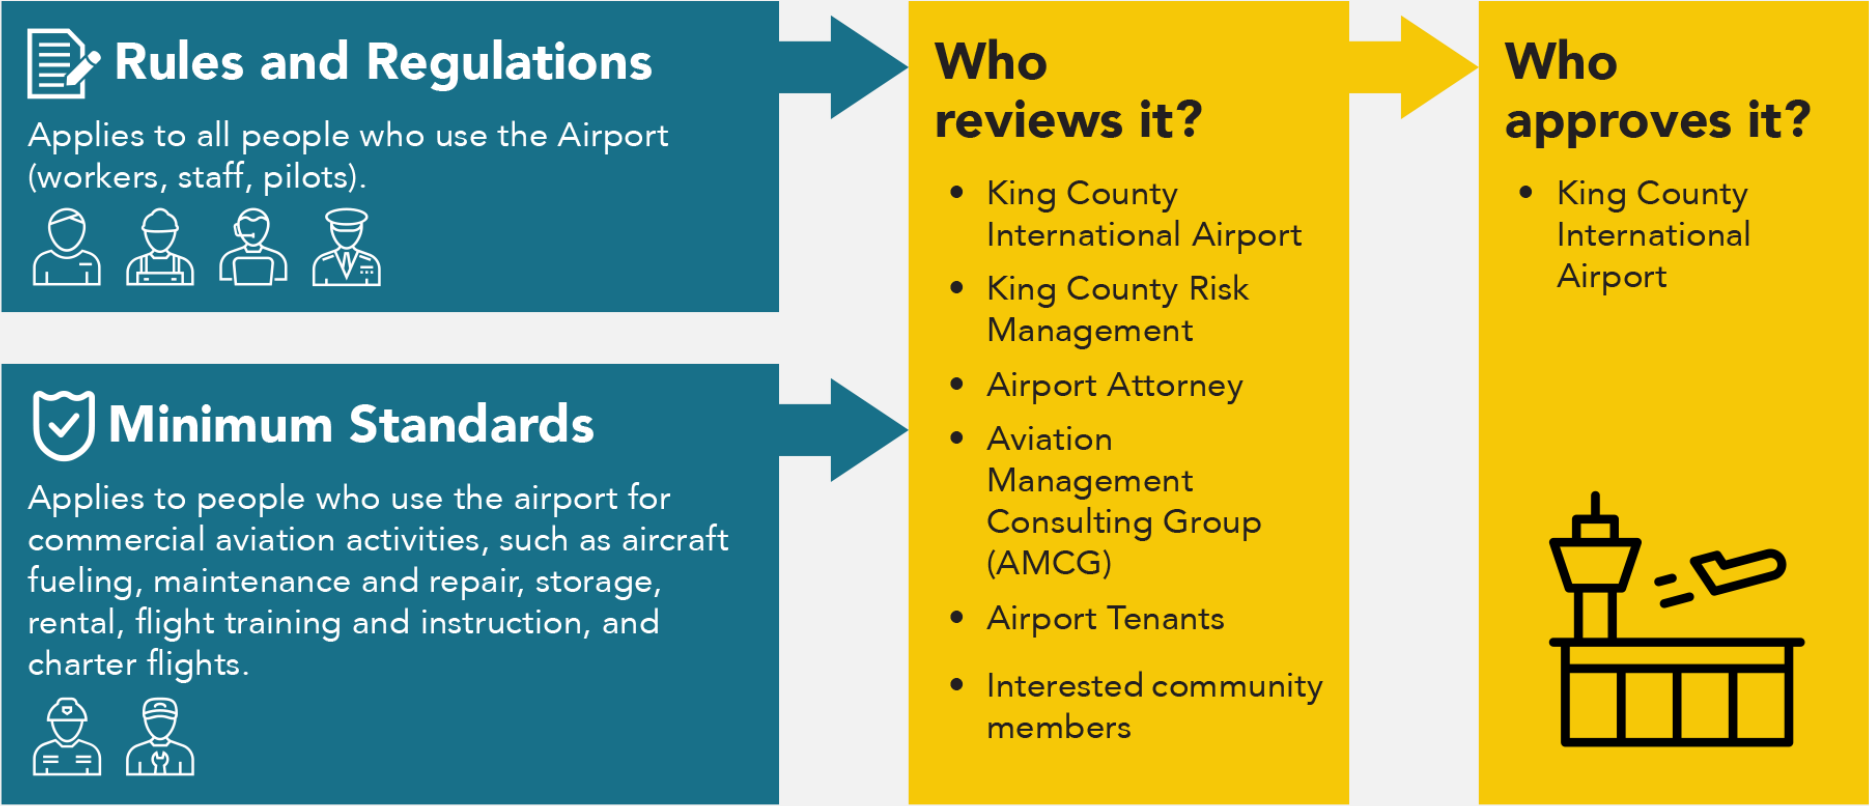 Rules and Regulations
Applies to all people who use the Airport
(workers, staff, pilots).
Minimum Standards
Applies to people who use the airport for
commercial aviation activities, such as aircraft
fueling, maintenance and repair, storage,
rental, flight training and instruction, and
charter flights.
Who
reviews it?
• King County
International Airport
• King County Risk
Management
• Airport Attorney
• Aviation
Management
Consulting Group
(AMCG)
• Airport Tenants
• Interested community
members
Who
approves it?
• King County
International
Airport